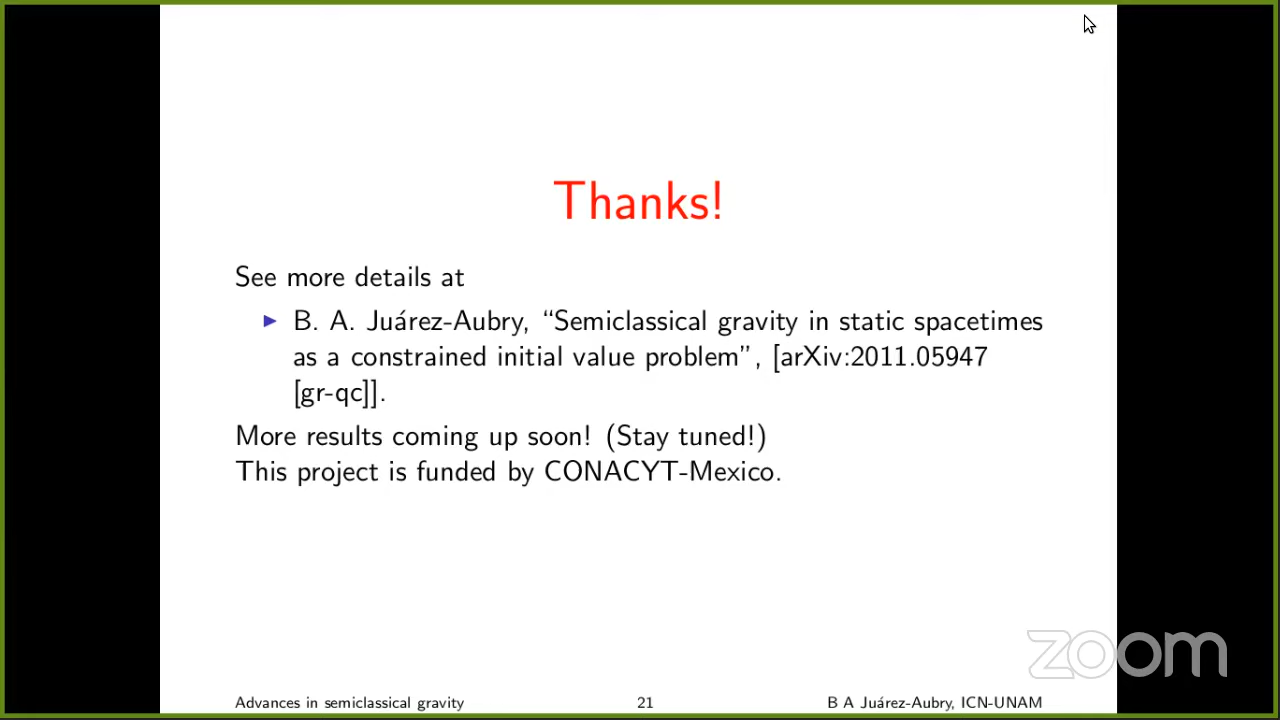 Thanks!
See more details at
B. A. Juárez-Aubry, “Semiclassical gravity in static spacetimes
as a constrained initial value problem”, [arXiv:2011.05947
[gr-qc]].
More results coming up soon! (Stay tuned!)
This project is funded by CONACYT-Mexico.
zoom
Advances in semiclassical gravity 21 B A Juárez-Aubry, ICN-UNAM